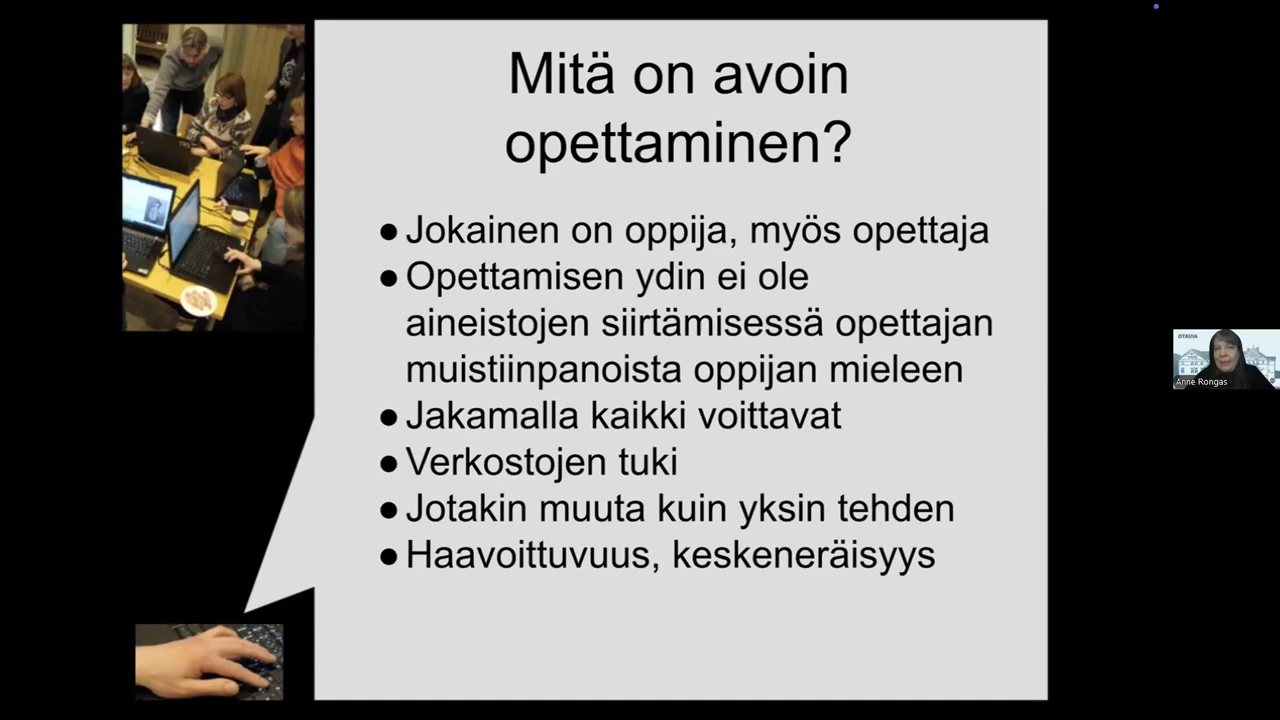 Mitä on avoin
opettaminen?
● Jokainen on oppija, myös opettaja
● Opettamisen ydin ei ole
aineistojen siirtämisessä opettajan
muistiinpanoista oppijan mieleen
● Jakamalla kaikki voittavat
● Verkostojen tuki
● Jotakin muuta kuin yksin tehden
● Haavoittuvuus, keskeneräisyys
OTAVIA
Anne Rongas